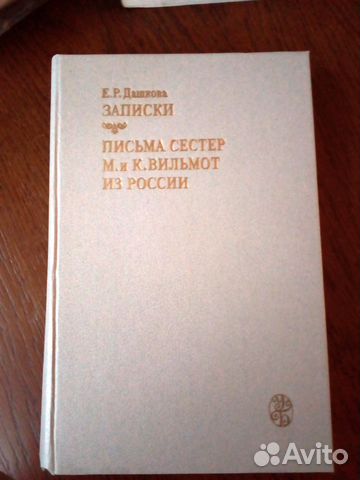 Е.Р.Дашкова
ЗАПИСКИ
ПИСЬМА СЕСТЕР
М. и К. ВИЛЬМОТ
ИЗ РОССИИ
Avito